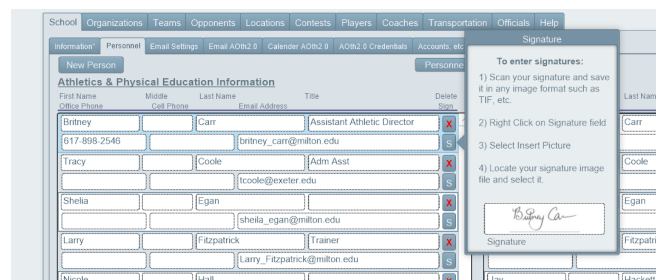 School Organizations Teams Opponents Locations Contests Players Coaches Transportation Officials Help
Information* Personnel Email Settings Email AOth2.0 Calender AOth2.0 AOth2.0 Credentials Accounts, etc
New Person Personne
Athletics & Physical Education Information
First Name Middle Last Name Title Delete
Office Phone Cell Phone Email Address Sign
Britney Carr Assistant Athletic Director X
617-898-2546 britney_carr@milton.edu S
Tracy Coole Adm Asst X
tcoole@exeter.edu S
Shelia Egan X
sheila_egan@milton.edu S
Larry Fitzpatrick Trainer X
Larry_Fitzpatrick@milton.edu S
Nicole Hall X
Signature
To enter signatures:
1) Scan your signature and save
it in any image format such as
TIF, etc.
2) Right Click on Signature field
3) Select Insert Picture
4) Locate your signature image
file and select it.
Signature
Last Nam
Carr
Coole
Egan
Fitzpatri
Jay Hackett